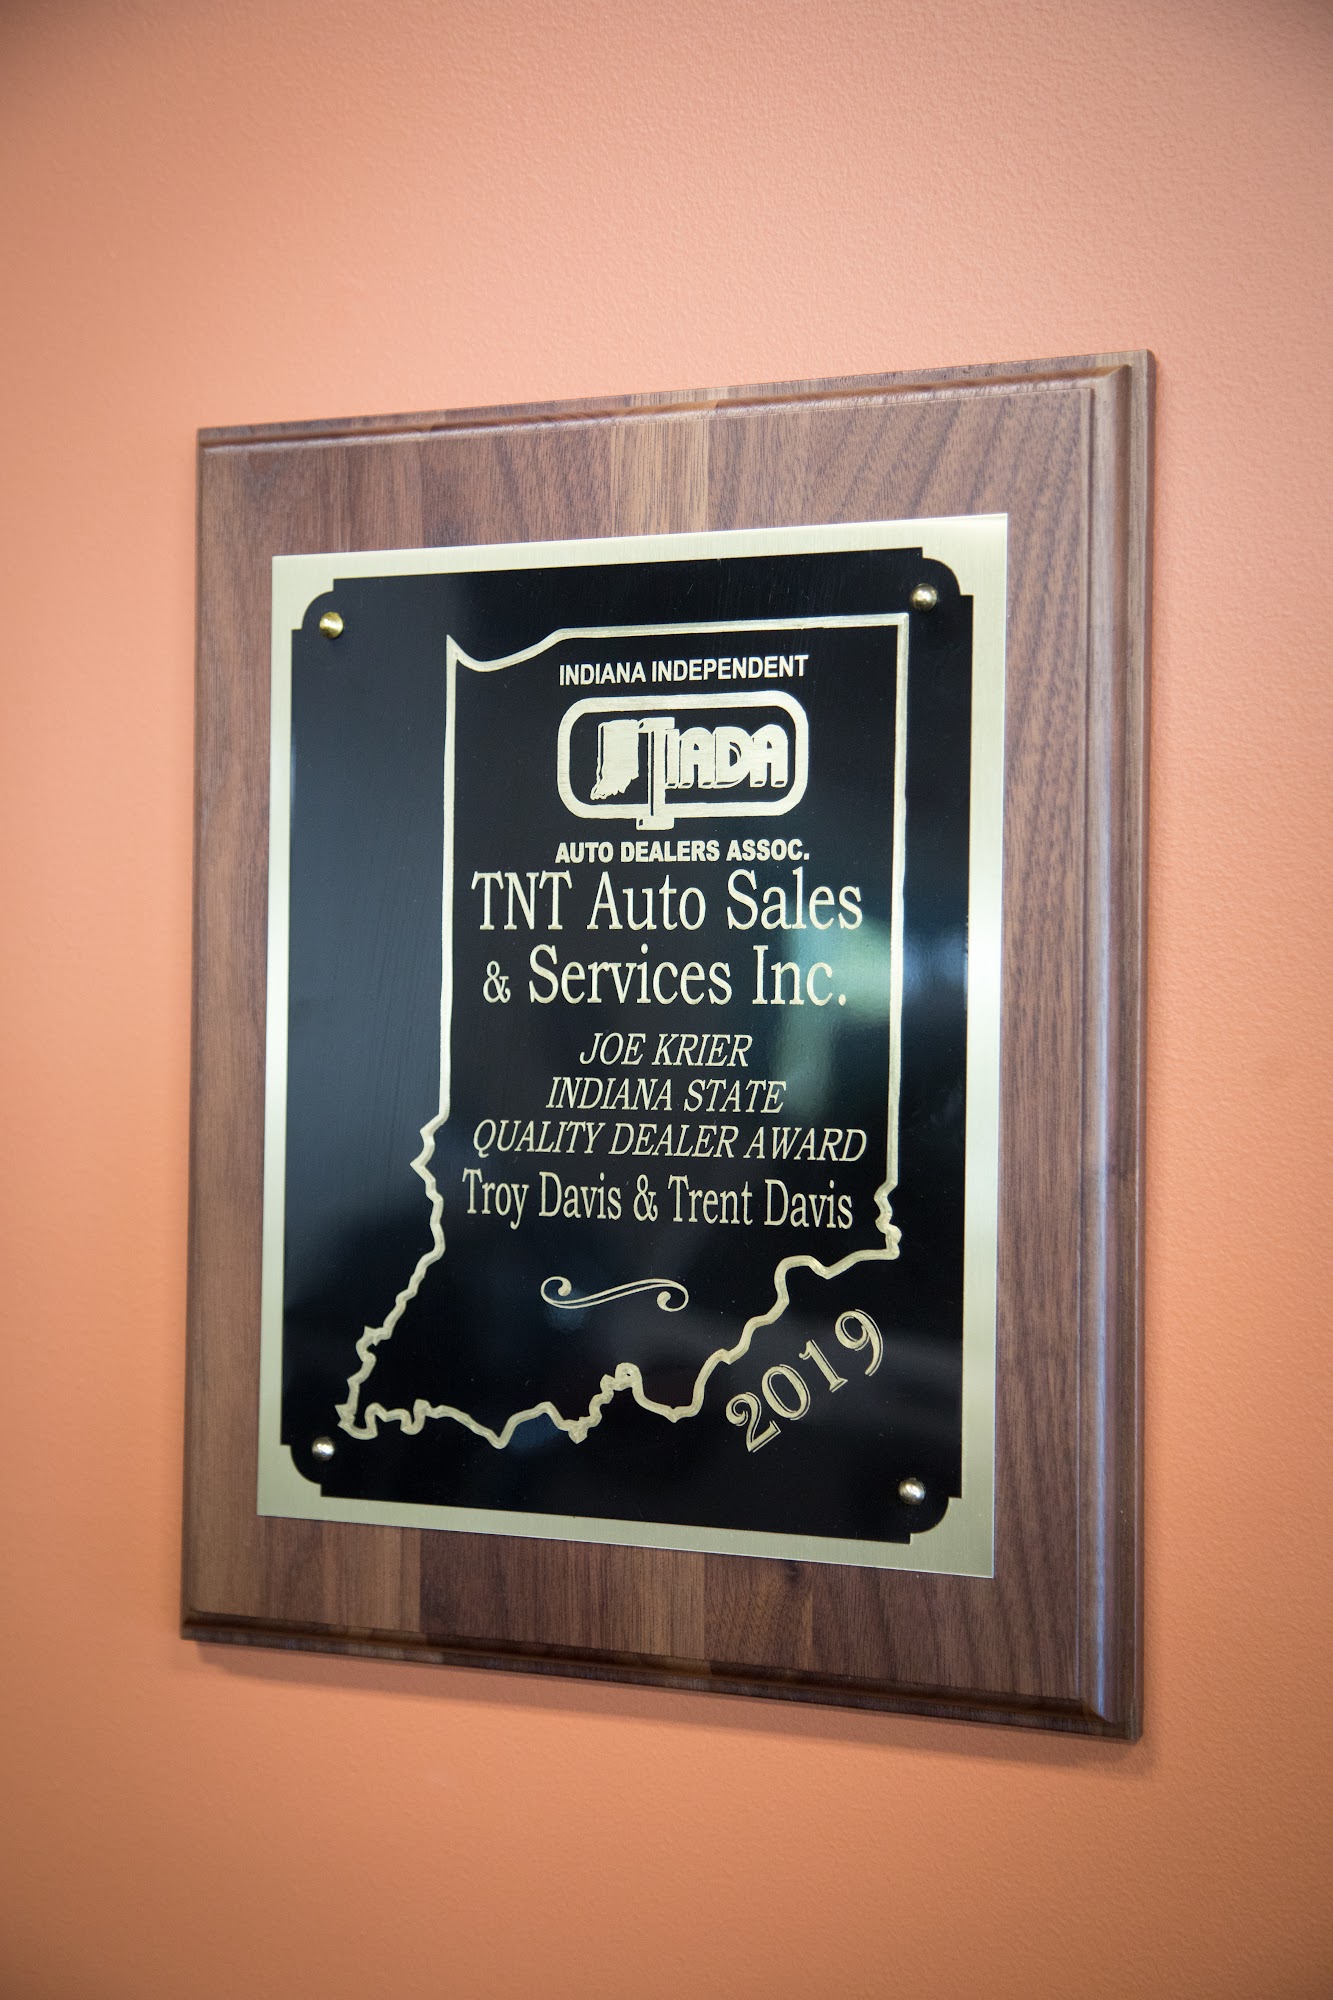 INDIANA INDEPENDENT
IIADA
AUTO DEALERS ASSOC.
TNT Auto Sales
& Services Inc.
JOE KRIER
INDIANA STATE
QUALITY DEALER AWARD
Troy Davis & Trent Davis
2019